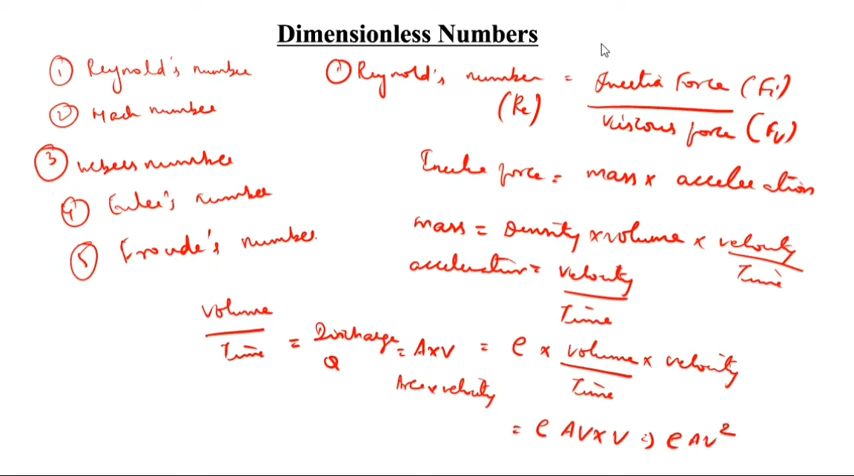 Dimensionless Numbers
① Reynold's number
② Mach number
③ Webers number
④ Euler's number
⑤ Froude's number
① Reynold's number (Re) = Inertia Force (Fi) / Viscous force (Fv)
Inertia force = mass x acceleration
mass = Density x volume x velocity / Time
acceleration = velocity / Time
Volume / Time = Discharge Q = A x V = ρ x volume / Time x velocity
Area x velocity
= ρ AV x V ⇒ ρ AV²